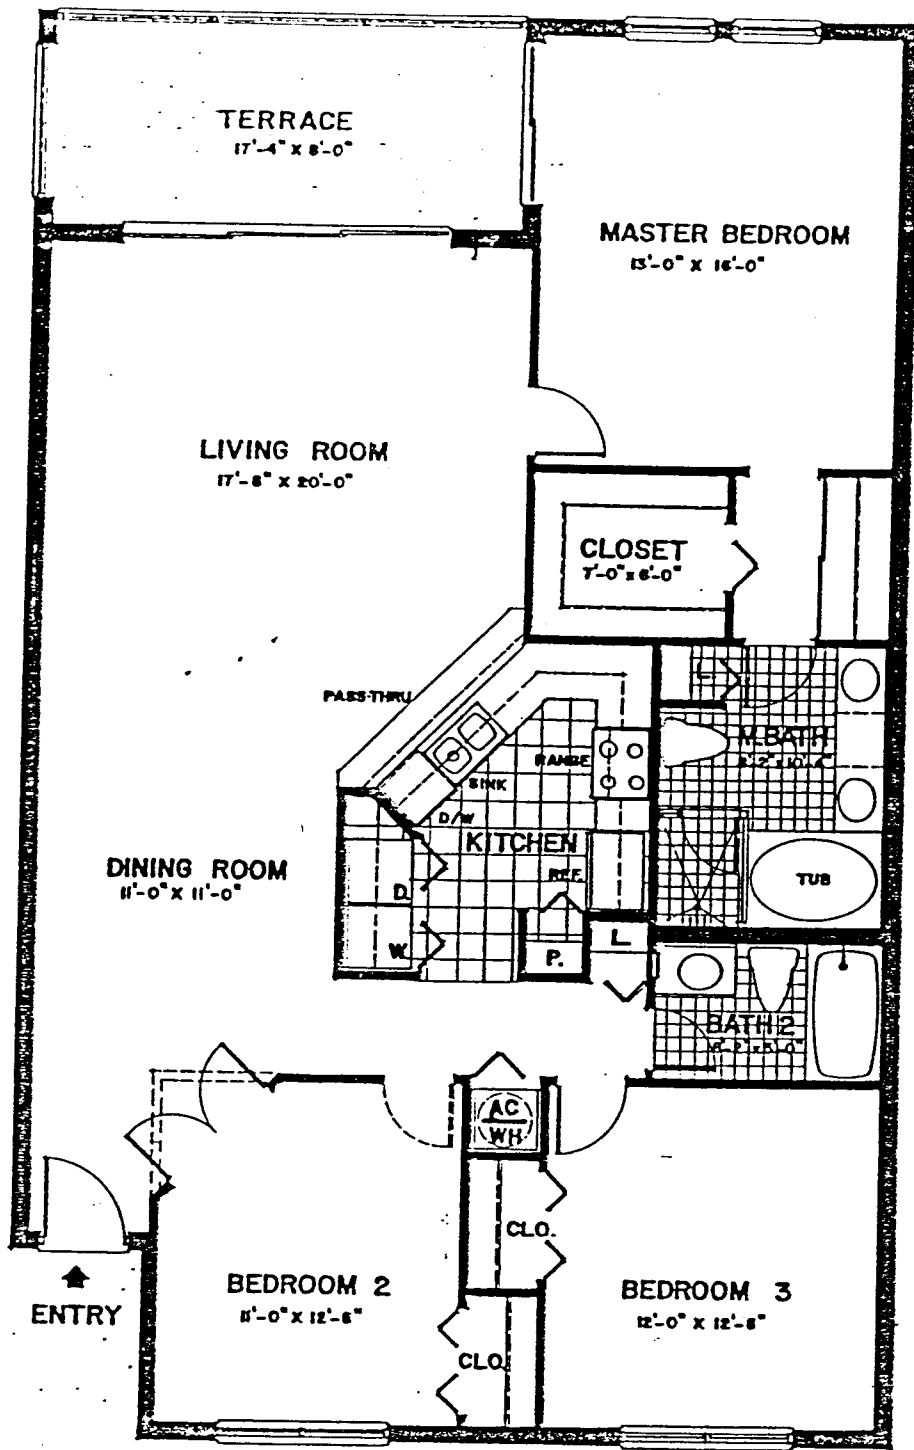 TERRACE
17'-4" X 8'-0"
MASTER BEDROOM
13'-0" X 16'-0"
LIVING ROOM
17'-8" X 20'-0"
CLOSET
7'-0" x 6'-0"
PASS-THRU
SINK
RANGE
M.BATH
D/W
KITCHEN
REF.
TUB
DINING ROOM
11'-0" X 11'-0"
D.
W.
P.
L.
BATH 2
AC
WH
CLO.
BEDROOM 2
11'-0" X 12'-6"
BEDROOM 3
12'-0" X 12'-6"
ENTRY
CLO.